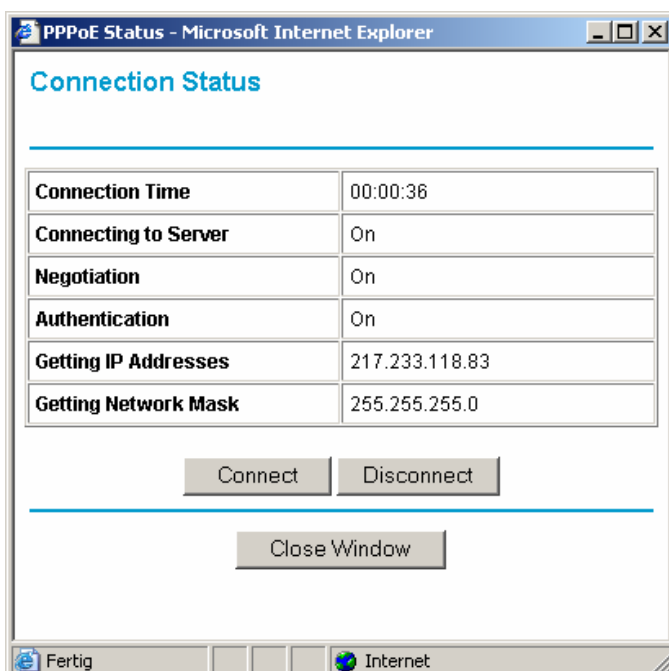 PPPoE Status - Microsoft Internet Explorer
Connection Status
Connection Time 00:00:36
Connecting to Server On
Negotiation On
Authentication On
Getting IP Addresses 217.233.118.83
Getting Network Mask 255.255.255.0
Connect Disconnect
Close Window
Fertig Internet